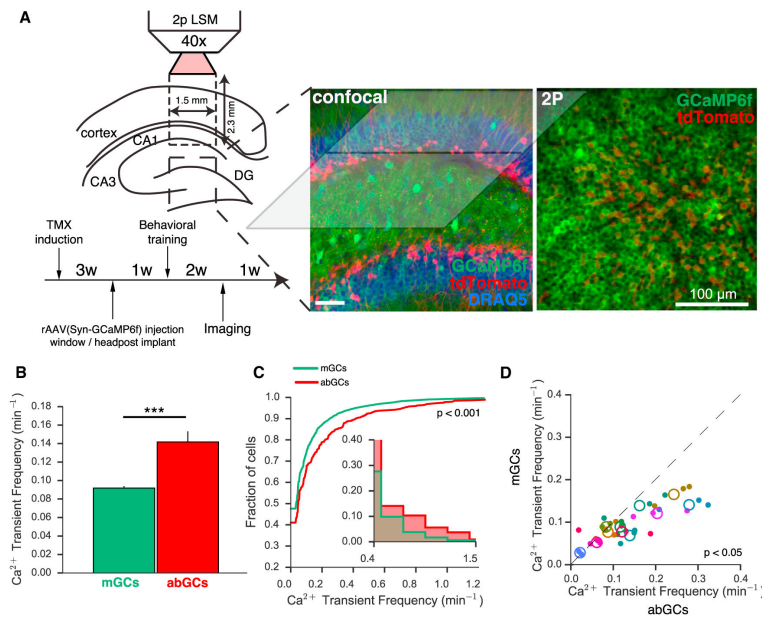 A
2p LSM
40x
1.5 mm
2.3 mm
cortex
CA1
CA3
DG
TMX
induction
Behavioral
training
3w
1w
2w
1w
rAAV(Syn-GCaMP6f) injection
window / headpost implant
Imaging
confocal
GCaMP6f
tdTomato
DRAQ5
2P
GCaMP6f
tdTomato
100 µm
B
***
Ca2+ Transient Frequency (min−1)
0.18
0.16
0.14
0.12
0.10
0.08
0.06
0.04
0.02
0.00
mGCs
abGCs
C
mGCs
abGCs
p < 0.001
Fraction of cells
1.0
0.9
0.8
0.7
0.6
0.5
0.4
0.3
0.2
0.1
0.0
0.0
0.2
0.4
0.6
0.8
1.0
1.2
Ca2+ Transient Frequency (min−1)
0.40
0.30
0.20
0.10
0.00
0.4
1.5
D
mGCs
Ca2+ Transient Frequency (min−1)
0.4
0.3
0.2
0.1
0.0
0.0
0.1
0.2
0.3
0.4
p < 0.05
Ca2+ Transient Frequency (min−1)
abGCs